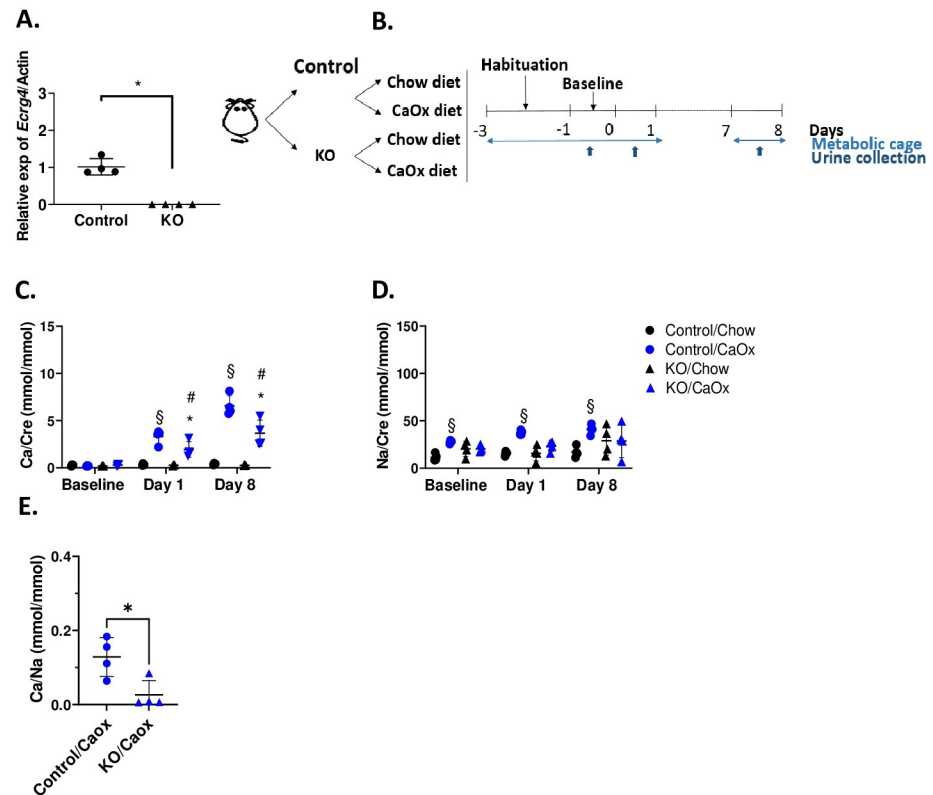 A.
B.
Relative exp of Ecrg4/Actin
3
2
1
0
*
Control
KO
Control
KO
Chow diet
CaOx diet
Chow diet
CaOx diet
Habituation
Baseline
-3
-1
0
1
7
8
Days
Metabolic cage
Urine collection
C.
D.
Ca/Cre (mmol/mmol)
15
10
5
0
§
#
*
§
#
*
Baseline
Day 1
Day 8
Na/Cre (mmol/mmol)
150
100
50
0
§
§
§
Baseline
Day 1
Day 8
Control/Chow
Control/CaOx
KO/Chow
KO/CaOx
E.
Ca/Na (mmol/mmol)
0.4
0.2
0.0
*
Control/Caox
KO/Caox